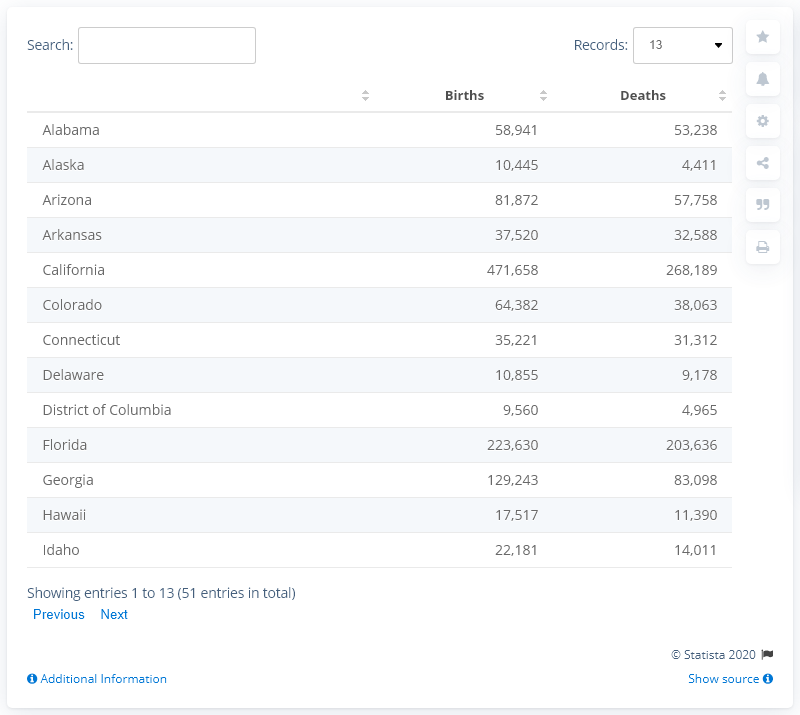 Search: Records: 13
Births Deaths
Alabama 58,941 53,238
Alaska 10,445 4,411
Arizona 81,872 57,758
Arkansas 37,520 32,588
California 471,658 268,189
Colorado 64,382 38,063
Connecticut 35,221 31,312
Delaware 10,855 9,178
District of Columbia 9,560 4,965
Florida 223,630 203,636
Georgia 129,243 83,098
Hawaii 17,517 11,390
Idaho 22,181 14,011
Showing entries 1 to 13 (51 entries in total)
Previous Next
© Statista 2020
Additional Information Show source